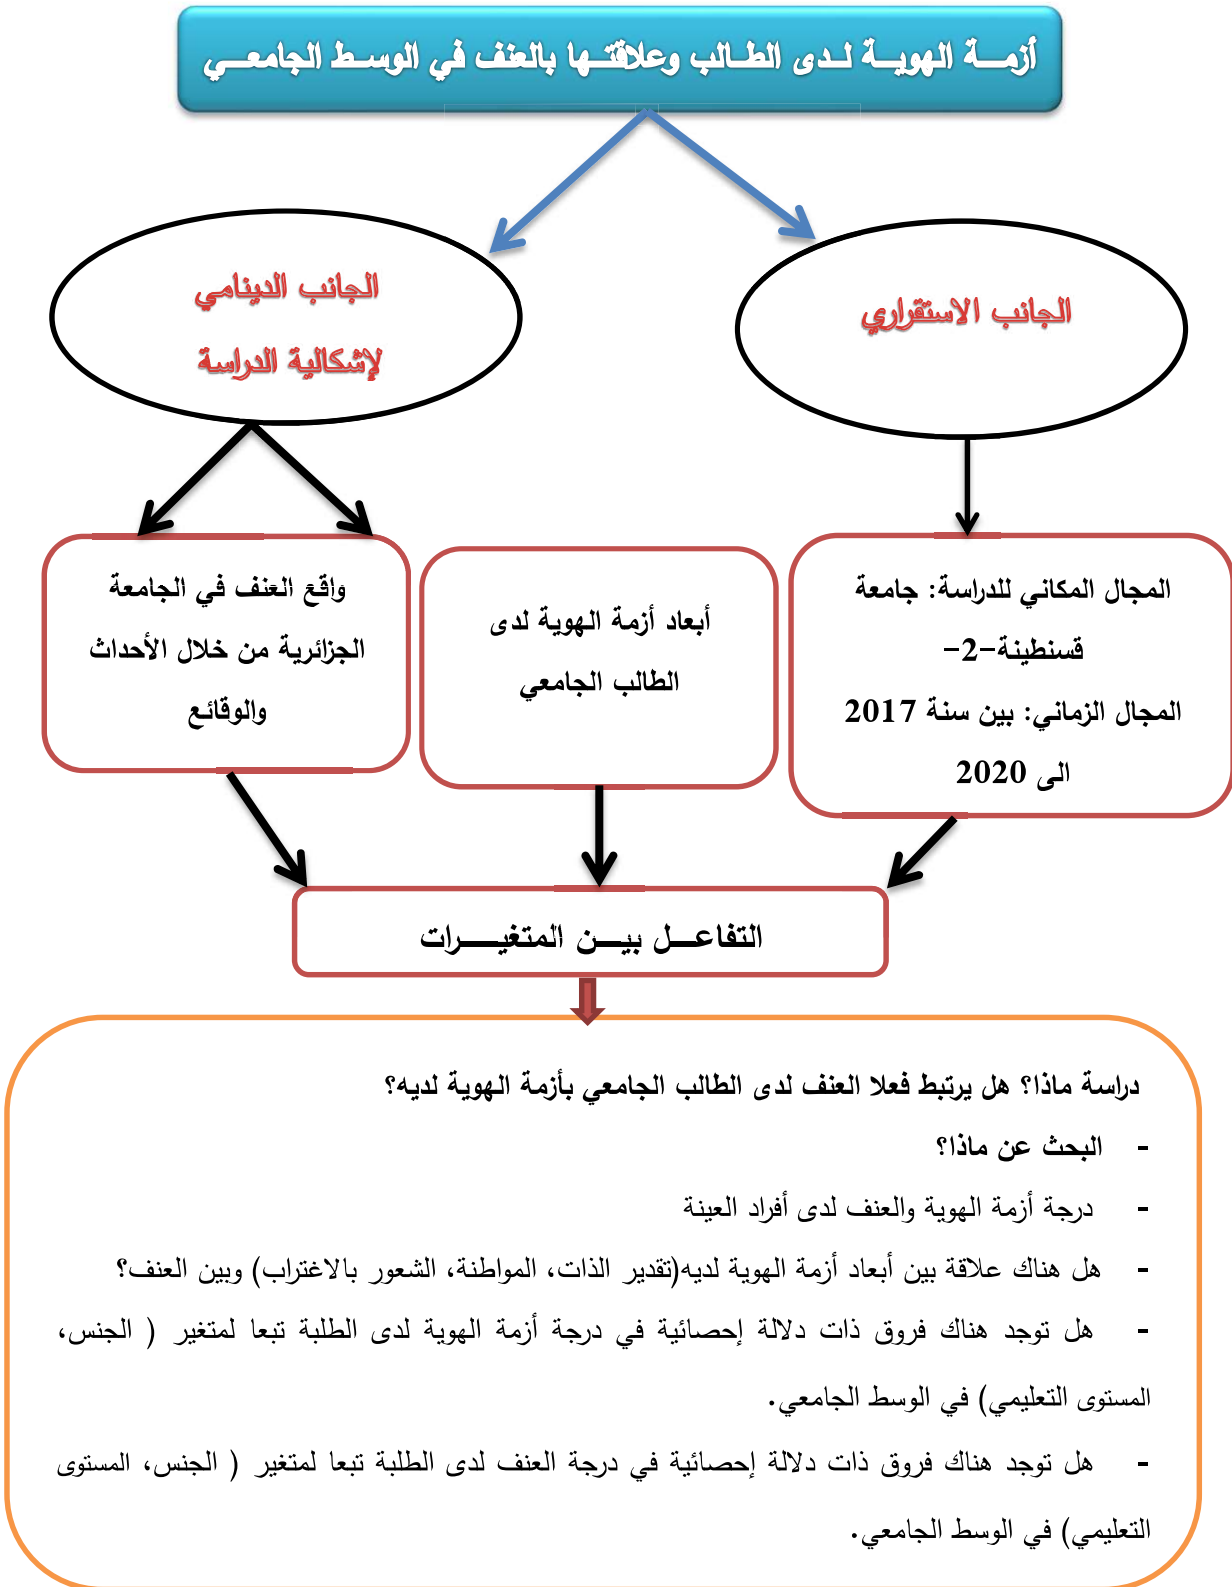 أزمــة الهويــة لـدى الطـالب وعلاقتـها بالعنف في الوسـط الجامعـي
الجانب الاستقراري
الجانب الدينامي
لإشكالية الدراسة
المجال المكاني للدراسة: جامعة
قسنطينة-2-
المجال الزماني: بين سنة 2017
الى 2020
أبعاد أزمة الهوية لدى
الطالب الجامعي
واقع العنف في الجامعة
الجزائرية من خلال الأحداث
والوقائع
التفاعــل بيــن المتغيــــرات
دراسة ماذا؟ هل يرتبط فعلا العنف لدى الطالب الجامعي بأزمة الهوية لديه؟
- البحث عن ماذا؟
- درجة أزمة الهوية والعنف لدى أفراد العينة
- هل هناك علاقة بين أبعاد أزمة الهوية لديه(تقدير الذات، المواطنة، الشعور بالاغتراب) وبين العنف؟
- هل توجد هناك فروق ذات دلالة إحصائية في درجة أزمة الهوية لدى الطلبة تبعا لمتغير ( الجنس،
المستوى التعليمي) في الوسط الجامعي.
- هل توجد هناك فروق ذات دلالة إحصائية في درجة العنف لدى الطلبة تبعا لمتغير ( الجنس، المستوى
التعليمي) في الوسط الجامعي.